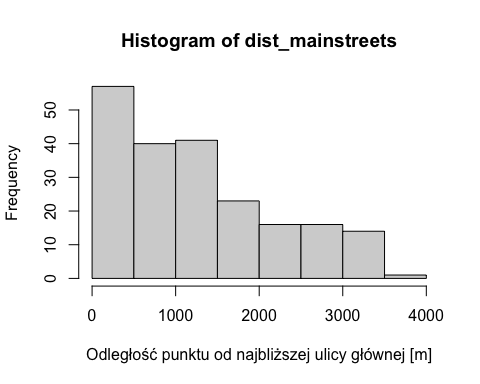 Histogram of dist_mainstreets
Frequency
50
40
30
20
10
0
0 1000 2000 3000 4000
Odległość punktu od najbliższej ulicy głównej [m]